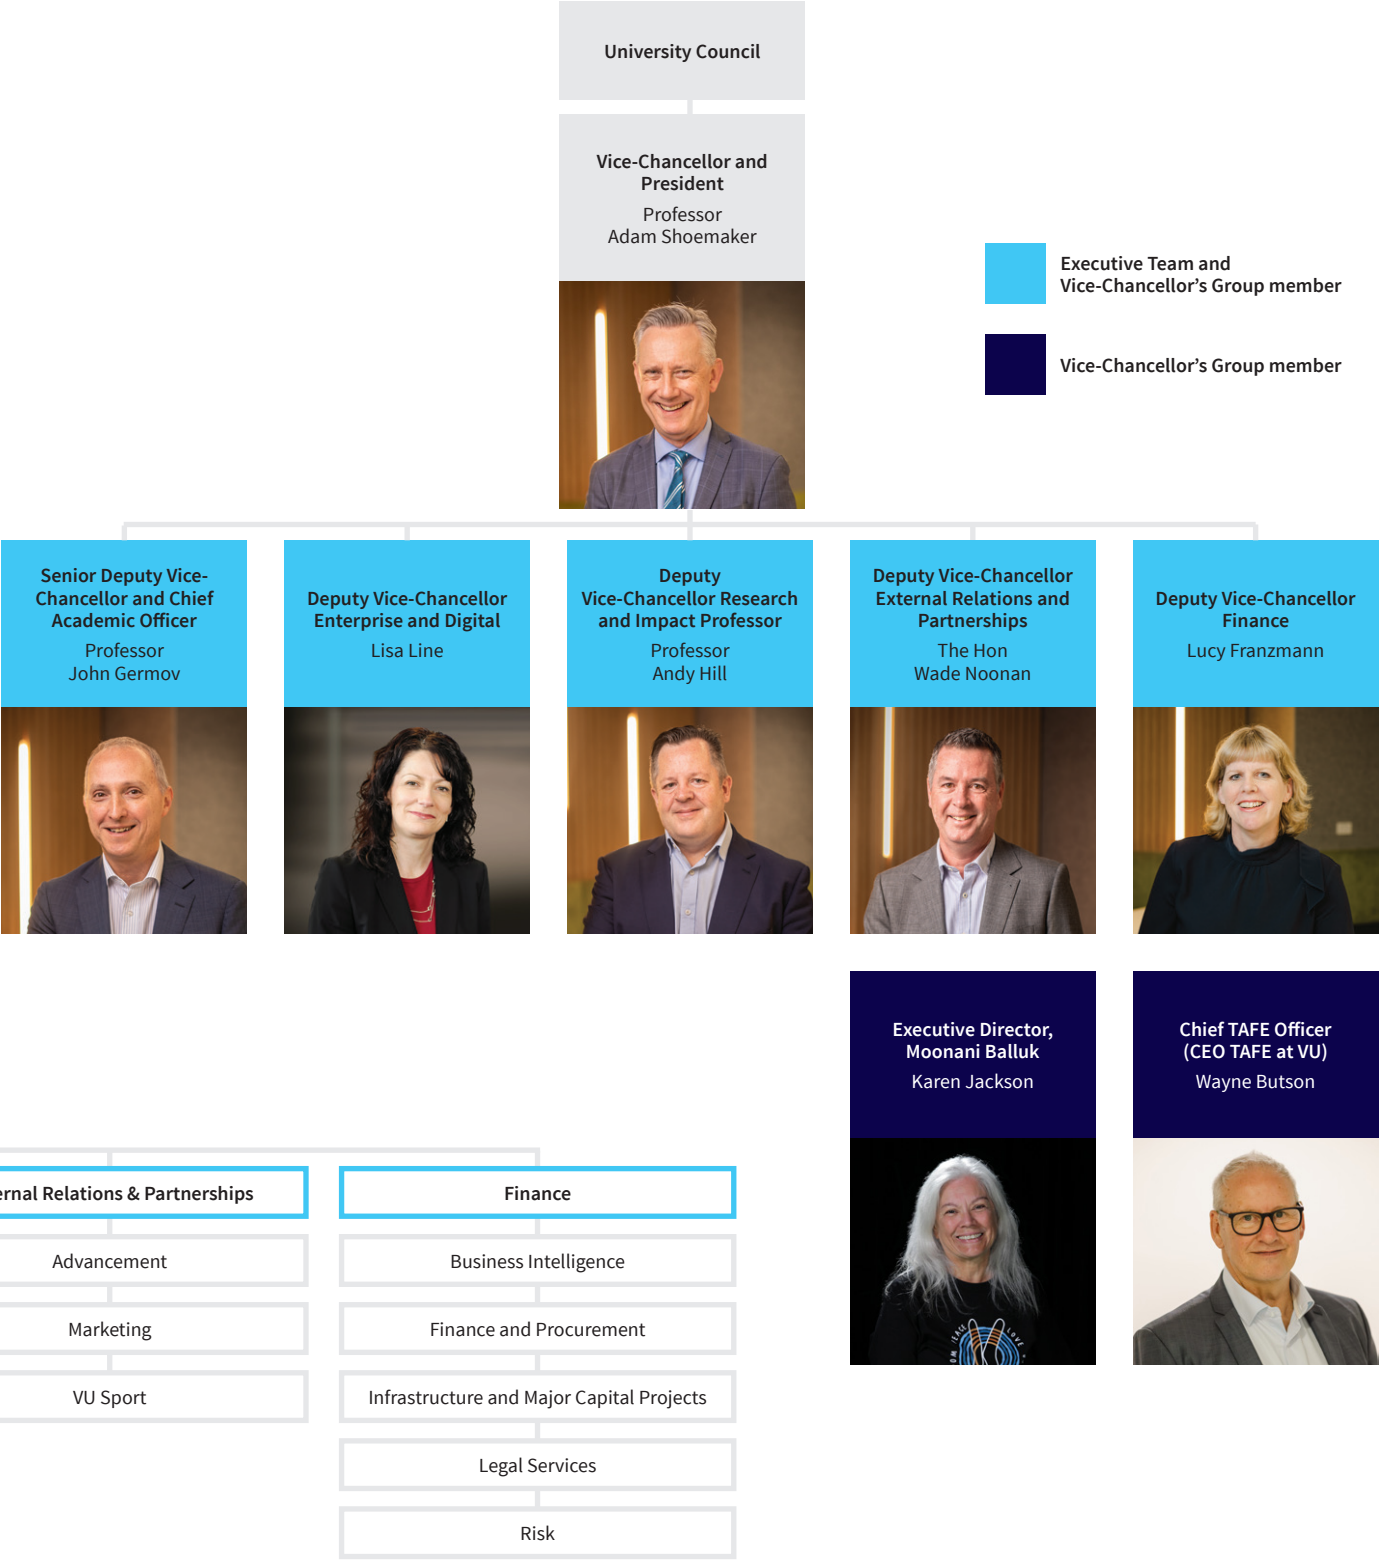 University Council
Vice-Chancellor and
President
Professor
Adam Shoemaker
Executive Team and
Vice-Chancellor’s Group member
Vice-Chancellor’s Group member
Senior Deputy Vice-
Chancellor and Chief
Academic Officer
Professor
John Germov
Deputy Vice-Chancellor
Enterprise and Digital
Lisa Line
Deputy
Vice-Chancellor Research
and Impact Professor
Professor
Andy Hill
Deputy Vice-Chancellor
External Relations and
Partnerships
The Hon
Wade Noonan
Deputy Vice-Chancellor
Finance
Lucy Franzmann
Executive Director,
Moonani Balluk
Karen Jackson
Chief TAFE Officer
(CEO TAFE at VU)
Wayne Butson
LOVE
ernal Relations & Partnerships
Advancement
Marketing
VU Sport
Finance
Business Intelligence
Finance and Procurement
Infrastructure and Major Capital Projects
Legal Services
Risk